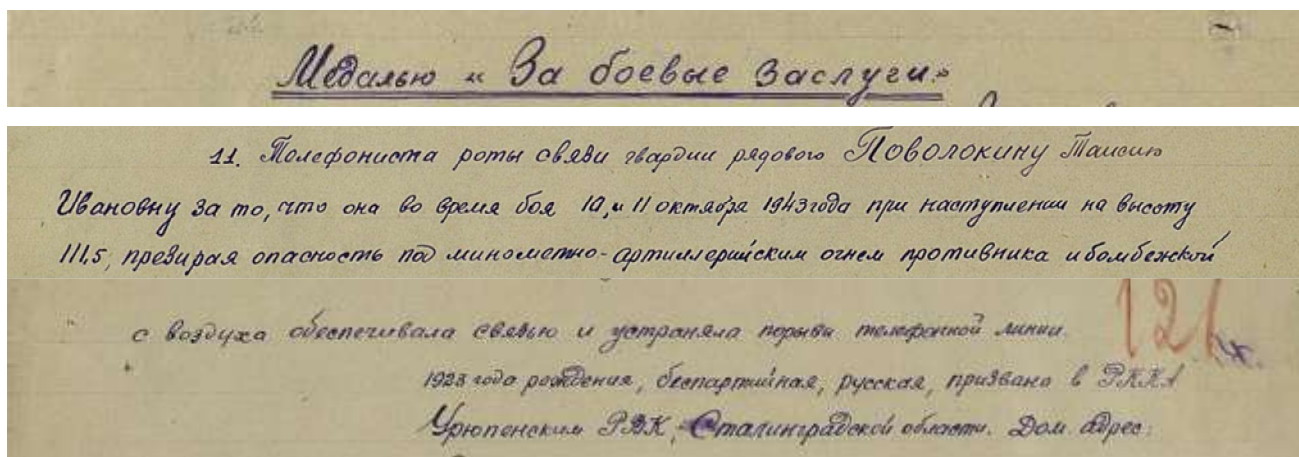 Медалью „За боевые заслуги“
11. Телефониста роты связи гвардии рядового Поволокину Таисию
Ивановну за то, что она во время боя 10 и 11 октября 1943 года при наступлении на высоту
111,5, презирая опасность под минометно-артиллерийским огнем противника и бомбежкой
с воздуха обеспечивала связью и устраняла порывы телефонной линии.
1923 года рождения, беспартийная, русская, призвана в РККА
Урюпенским РВК, Сталинградской области. Дом. адрес: